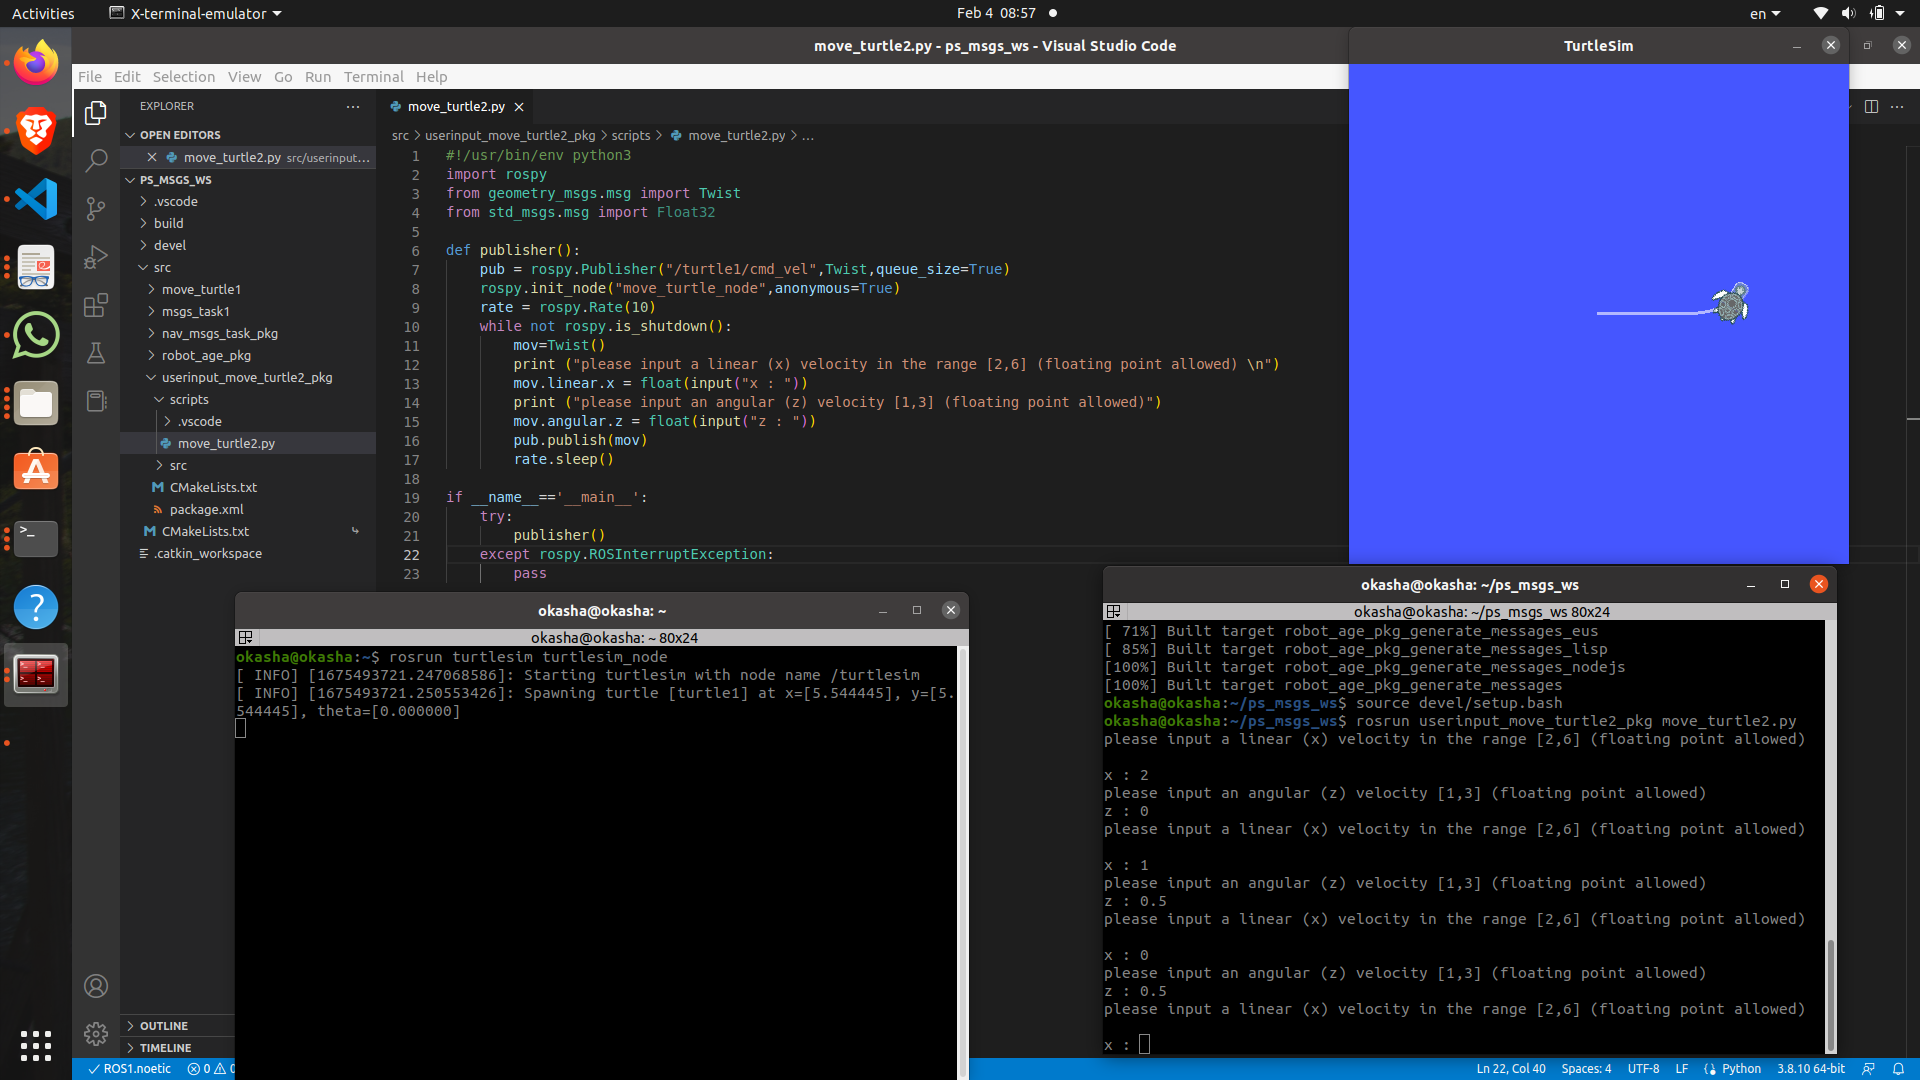 Activities
X-terminal-emulator
Feb 4 08:57
en
move_turtle2.py - ps_msgs_ws - Visual Studio Code
TurtleSim
File Edit Selection View Go Run Terminal Help
EXPLORER
OPEN EDITORS
move_turtle2.py src/userinput...
PS_MSGS_WS
.vscode
build
devel
src
move_turtle1
msgs_task1
nav_msgs_task_pkg
robot_age_pkg
userinput_move_turtle2_pkg
scripts
.vscode
move_turtle2.py
src
CMakeLists.txt
package.xml
CMakeLists.txt
.catkin_workspace
OUTLINE
TIMELINE
move_turtle2.py
src > userinput_move_turtle2_pkg > scripts > move_turtle2.py > ...
1 #!/usr/bin/env python3
2 import rospy
3 from geometry_msgs.msg import Twist
4 from std_msgs.msg import Float32
5
6 def publisher():
7 pub = rospy.Publisher("/turtle1/cmd_vel",Twist,queue_size=True)
8 rospy.init_node("move_turtle_node",anonymous=True)
9 rate = rospy.Rate(10)
10 while not rospy.is_shutdown():
11 mov=Twist()
12 print ("please input a linear (x) velocity in the range [2,6] (floating point allowed) \n")
13 mov.linear.x = float(input("x : "))
14 print ("please input an angular (z) velocity [1,3] (floating point allowed)")
15 mov.angular.z = float(input("z : "))
16 pub.publish(mov)
17 rate.sleep()
18
19 if __name__=='__main__':
20 try:
21 publisher()
22 except rospy.ROSInterruptException:
23 pass
okasha@okasha: ~
okasha@okasha: ~ 80x24
okasha@okasha:~$ rosrun turtlesim turtlesim_node
[ INFO] [1675493721.247068586]: Starting turtlesim with node name /turtlesim
[ INFO] [1675493721.250553426]: Spawning turtle [turtle1] at x=[5.544445], y=[5.
544445], theta=[0.000000]
okasha@okasha: ~/ps_msgs_ws
okasha@okasha: ~/ps_msgs_ws 80x24
[ 71%] Built target robot_age_pkg_generate_messages_eus
[ 85%] Built target robot_age_pkg_generate_messages_lisp
[100%] Built target robot_age_pkg_generate_messages_nodejs
[100%] Built target robot_age_pkg_generate_messages
okasha@okasha:~/ps_msgs_ws$ source devel/setup.bash
okasha@okasha:~/ps_msgs_ws$ rosrun userinput_move_turtle2_pkg move_turtle2.py
please input a linear (x) velocity in the range [2,6] (floating point allowed)
x : 2
please input an angular (z) velocity [1,3] (floating point allowed)
z : 0
please input a linear (x) velocity in the range [2,6] (floating point allowed)
x : 1
please input an angular (z) velocity [1,3] (floating point allowed)
z : 0.5
please input a linear (x) velocity in the range [2,6] (floating point allowed)
x : 0
please input an angular (z) velocity [1,3] (floating point allowed)
z : 0.5
please input a linear (x) velocity in the range [2,6] (floating point allowed)
x :
ROS1.noetic 0 0
Ln 22, Col 40 Spaces: 4 UTF-8 LF Python 3.8.10 64-bit